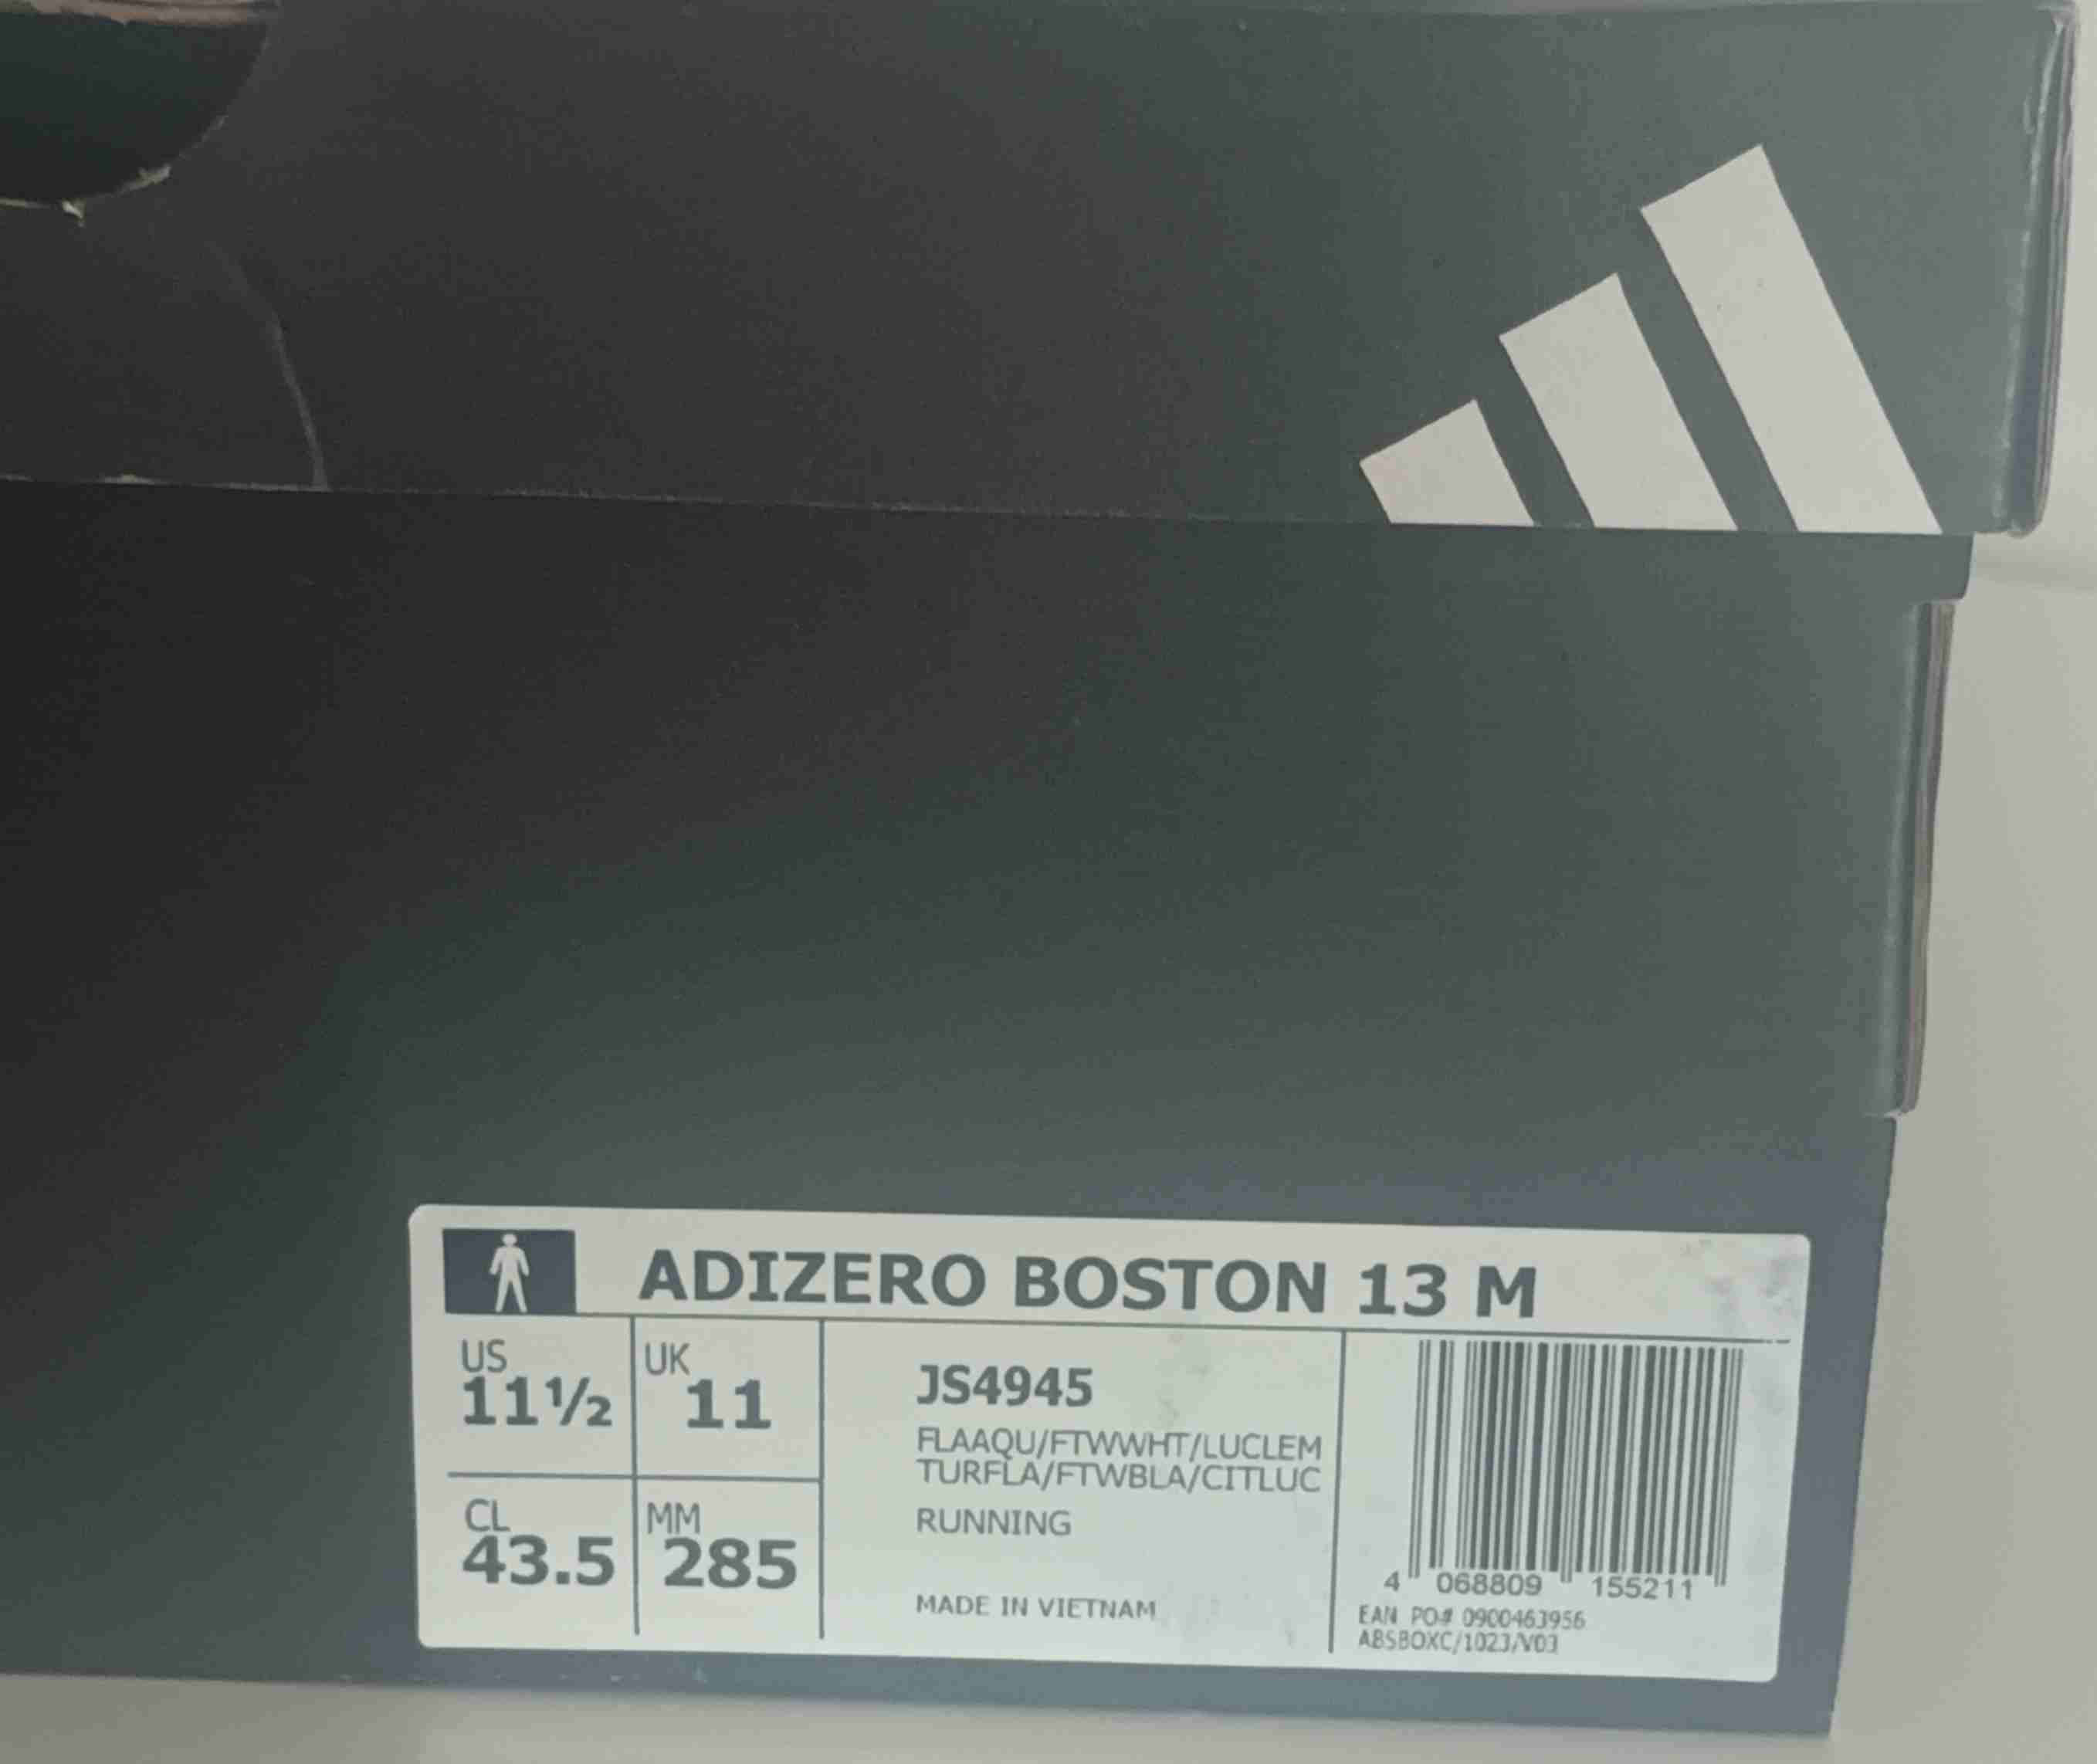 ADIZERO BOSTON 13 M
US
11½
UK
11
CL
43.5
MM
285
JS4945
FLAAQU/FTWWHT/LUCLEM
TURFLA/FTWBLA/CITLUC
RUNNING
MADE IN VIETNAM
4 068809 155211
EAN PO# 0900463956
ABSBOXC/1023/V03